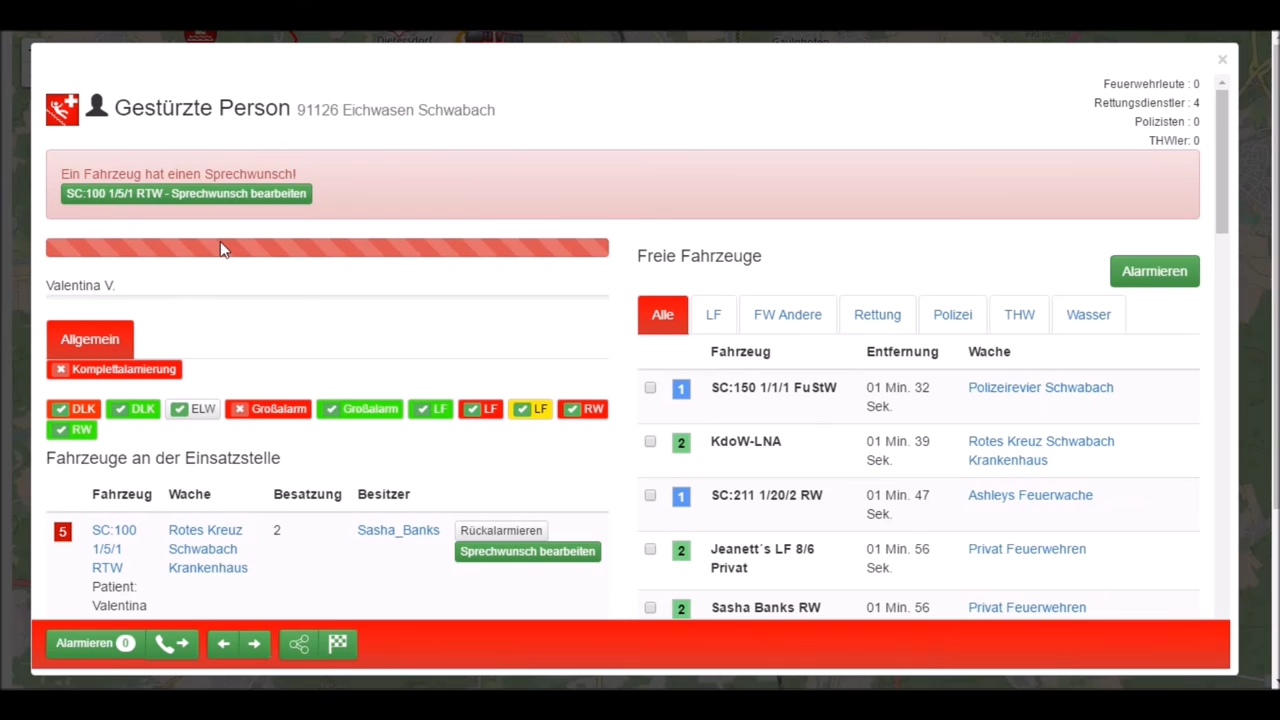 ×
Feuerwehrleute : 0
Rettungsdienstler : 4
Polizisten : 0
THWler: 0
Gestürzte Person 91126 Eichwasen Schwabach
Ein Fahrzeug hat einen Sprechwunsch!
SC:100 1/5/1 RTW - Sprechwunsch bearbeiten
Valentina V.
Allgemein
Komplettalarmierung
DLK DLK ELW Großalarm Großalarm LF LF LF RW
RW
Fahrzeuge an der Einsatzstelle
Fahrzeug Wache Besatzung Besitzer
5 SC:100 Rotes Kreuz 2 Sasha_Banks Rückalarmieren
1/5/1 Schwabach Sprechwunsch bearbeiten
RTW Krankenhaus
Patient:
Valentina
Freie Fahrzeuge
Alarmieren
Alle LF FW Andere Rettung Polizei THW Wasser
Fahrzeug Entfernung Wache
1 SC:150 1/1/1 FuStW 01 Min. 32 Polizeirevier Schwabach
Sek.
2 KdoW-LNA 01 Min. 39 Rotes Kreuz Schwabach
Sek. Krankenhaus
1 SC:211 1/20/2 RW 01 Min. 47 Ashleys Feuerwache
Sek.
2 Jeanett´s LF 8/6 01 Min. 56 Privat Feuerwehren
Privat Sek.
2 Sasha Banks RW 01 Min. 56 Privat Feuerwehren
Alarmieren 0